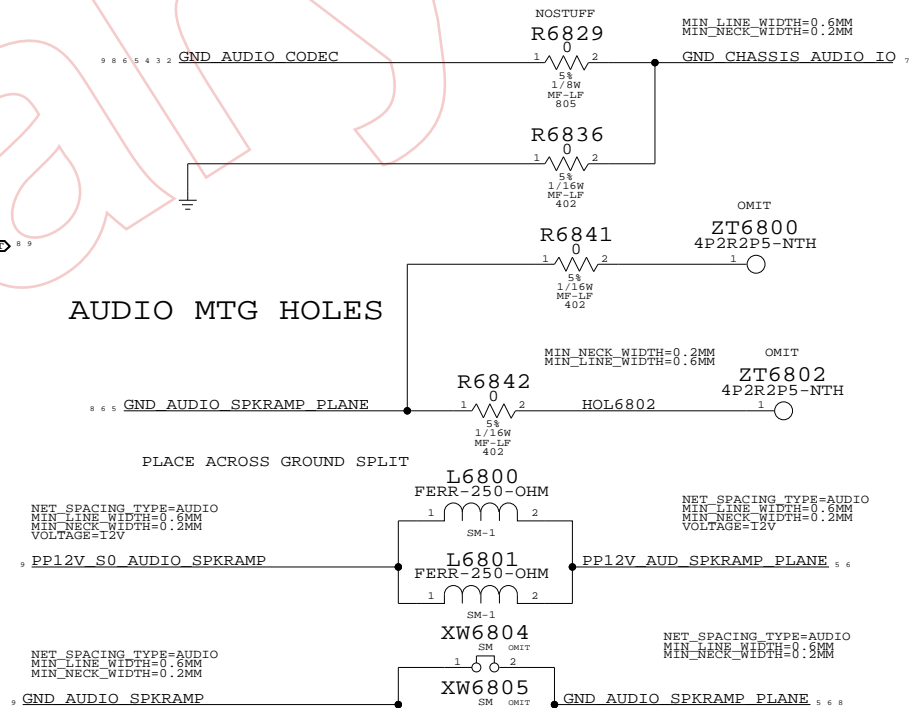 NOSTUFF
R6829
0
MIN_LINE_WIDTH=0.6MM
MIN_NECK_WIDTH=0.2MM
9 8 6 5 4 3 2 GND_AUDIO_CODEC
1 2
GND_CHASSIS_AUDIO_IO 7
5%
1/8W
MF-LF
805
R6836
0
1 2
5%
1/16W
MF-LF
402
OMIT
ZT6800
4P2R2P5-NTH
8 9
R6841
0
1 2
1
5%
1/16W
MF-LF
402
AUDIO MTG HOLES
MIN_NECK_WIDTH=0.2MM
MIN_LINE_WIDTH=0.6MM
OMIT
ZT6802
4P2R2P5-NTH
R6842
0
8 6 5 GND_AUDIO_SPKRAMP_PLANE
1 2
HOL6802
1
5%
1/16W
MF-LF
402
PLACE ACROSS GROUND SPLIT
L6800
FERR-250-OHM
1 2
SM-1
NET_SPACING_TYPE=AUDIO
MIN_LINE_WIDTH=0.6MM
MIN_NECK_WIDTH=0.2MM
VOLTAGE=12V
NET_SPACING_TYPE=AUDIO
MIN_LINE_WIDTH=0.6MM
MIN_NECK_WIDTH=0.2MM
VOLTAGE=12V
9 PP12V_S0_AUDIO_SPKRAMP
L6801
FERR-250-OHM
PP12V_AUD_SPKRAMP_PLANE 5 6
1 2
SM-1
XW6804
SM OMIT
1 2
NET_SPACING_TYPE=AUDIO
MIN_LINE_WIDTH=0.6MM
MIN_NECK_WIDTH=0.2MM
NET_SPACING_TYPE=AUDIO
MIN_LINE_WIDTH=0.6MM
MIN_NECK_WIDTH=0.2MM
XW6805
SM OMIT
9 GND_AUDIO_SPKRAMP
GND_AUDIO_SPKRAMP_PLANE 5 6 8